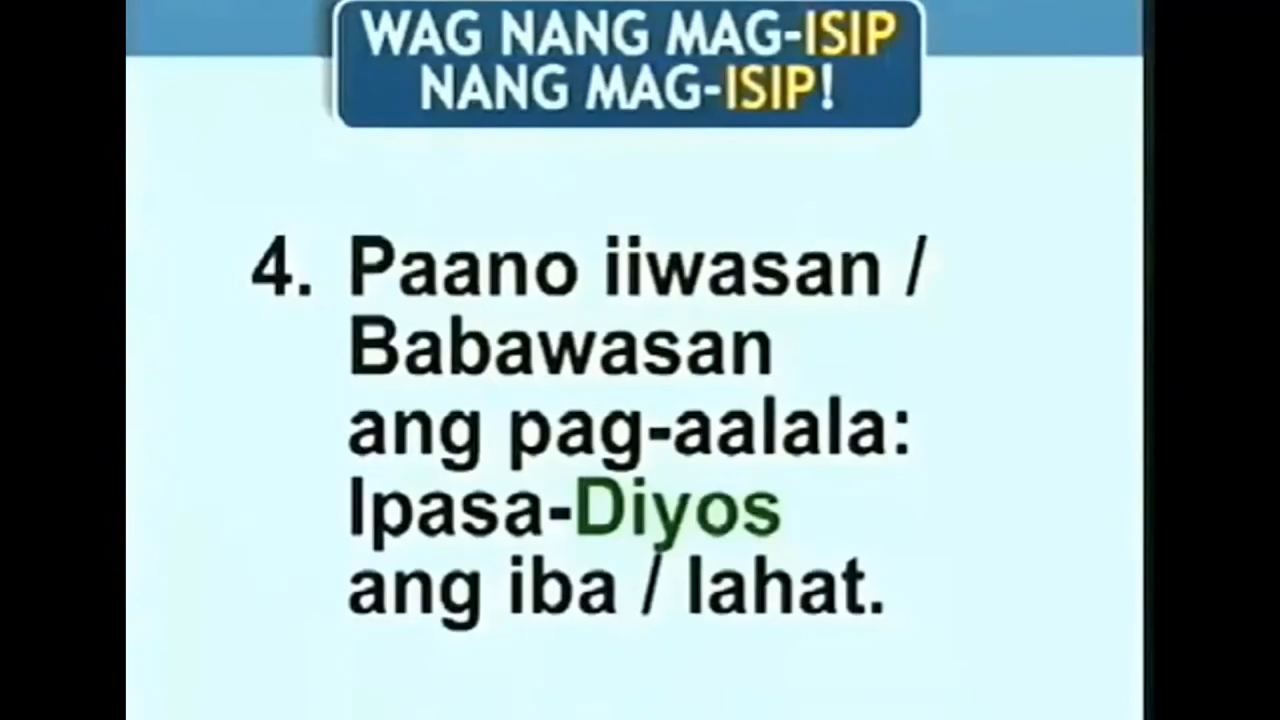 WAG NANG MAG-ISIP
NANG MAG-ISIP!
4. Paano iiwasan /
Babawasan
ang pag-aalala:
Ipasa-Diyos
ang iba / lahat.